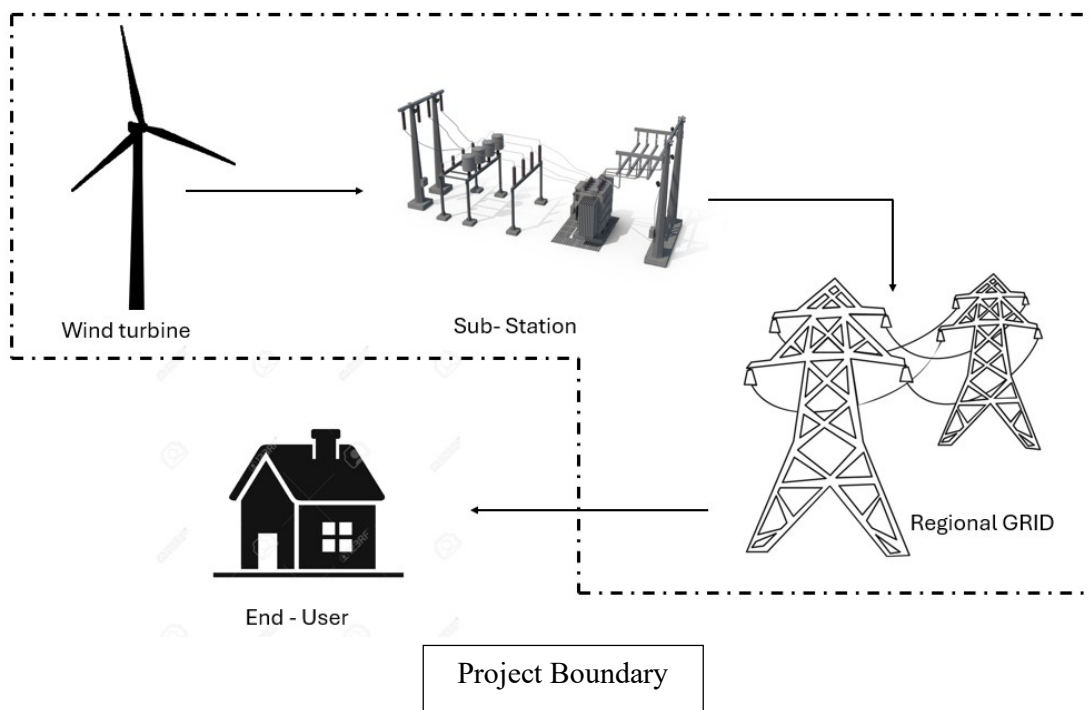 Wind turbine
Sub- Station
Regional GRID
End - User
Project Boundary